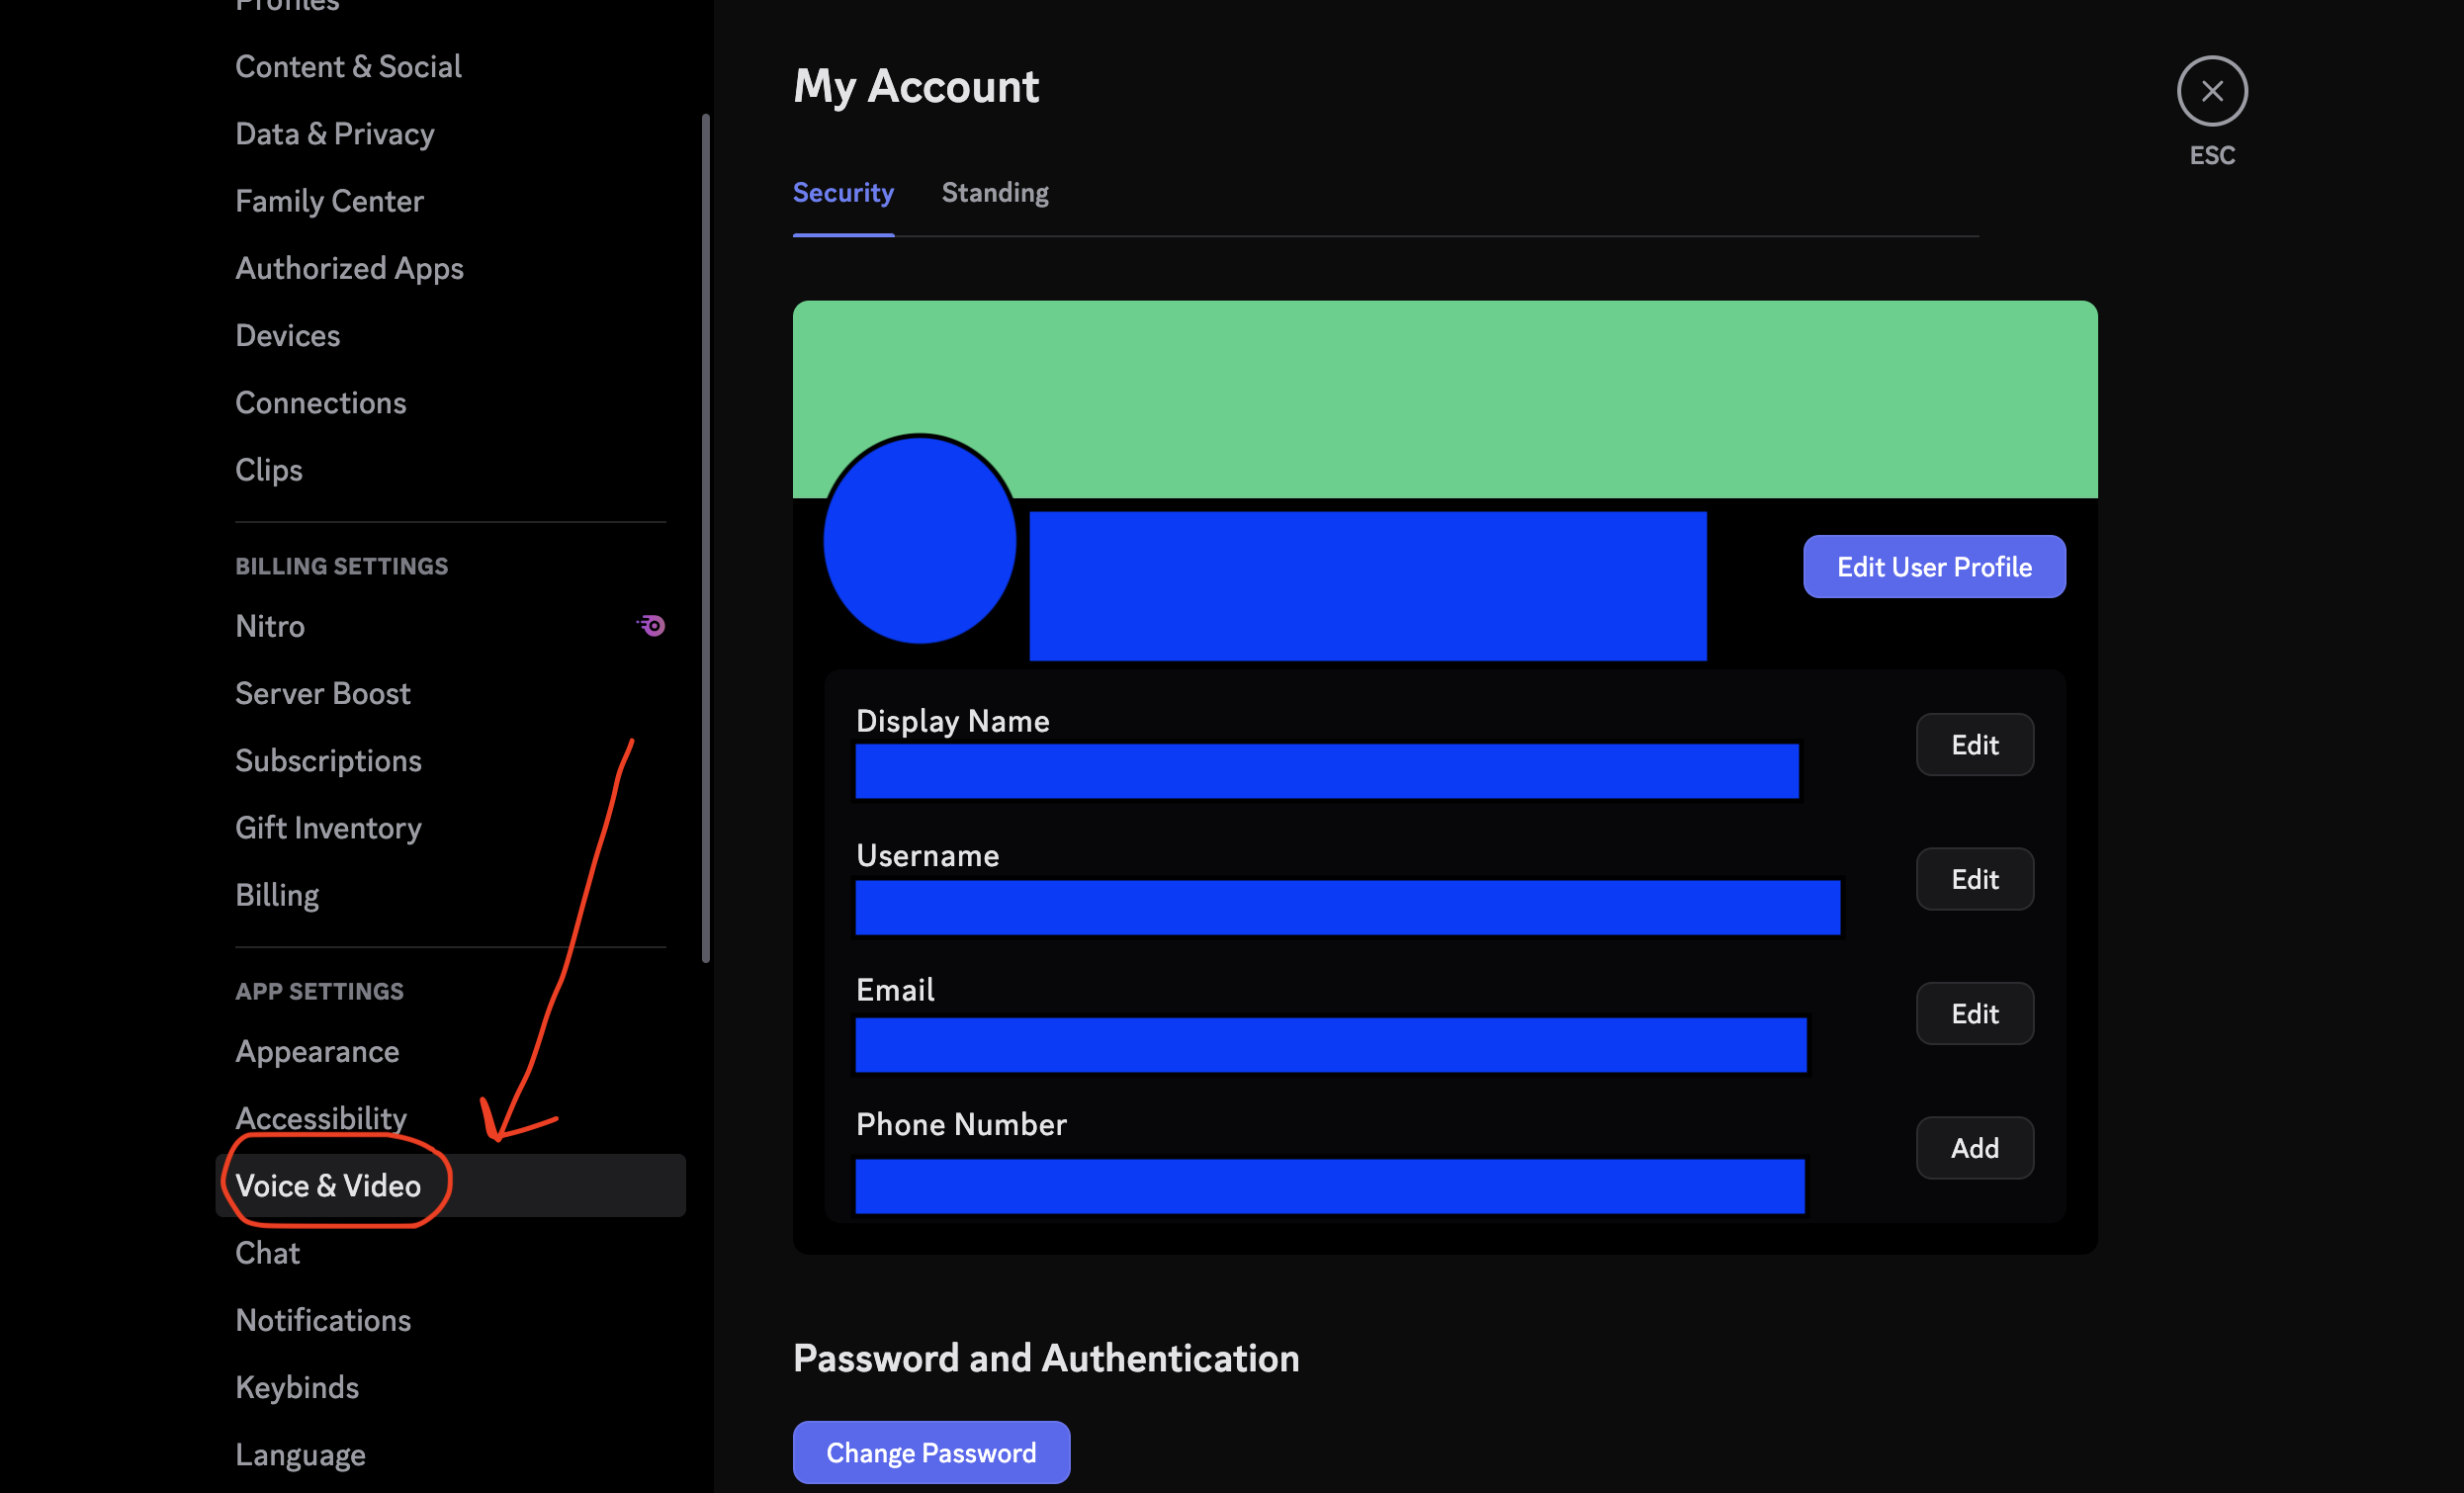 Profiles
Content & Social
Data & Privacy
Family Center
Authorized Apps
Devices
Connections
Clips
BILLING SETTINGS
Nitro
Server Boost
Subscriptions
Gift Inventory
Billing
APP SETTINGS
Appearance
Accessibility
Voice & Video
Chat
Notifications
Keybinds
Language
My Account
ESC
Security Standing
Edit User Profile
Display Name
Edit
Username
Edit
Email
Edit
Phone Number
Add
Password and Authentication
Change Password